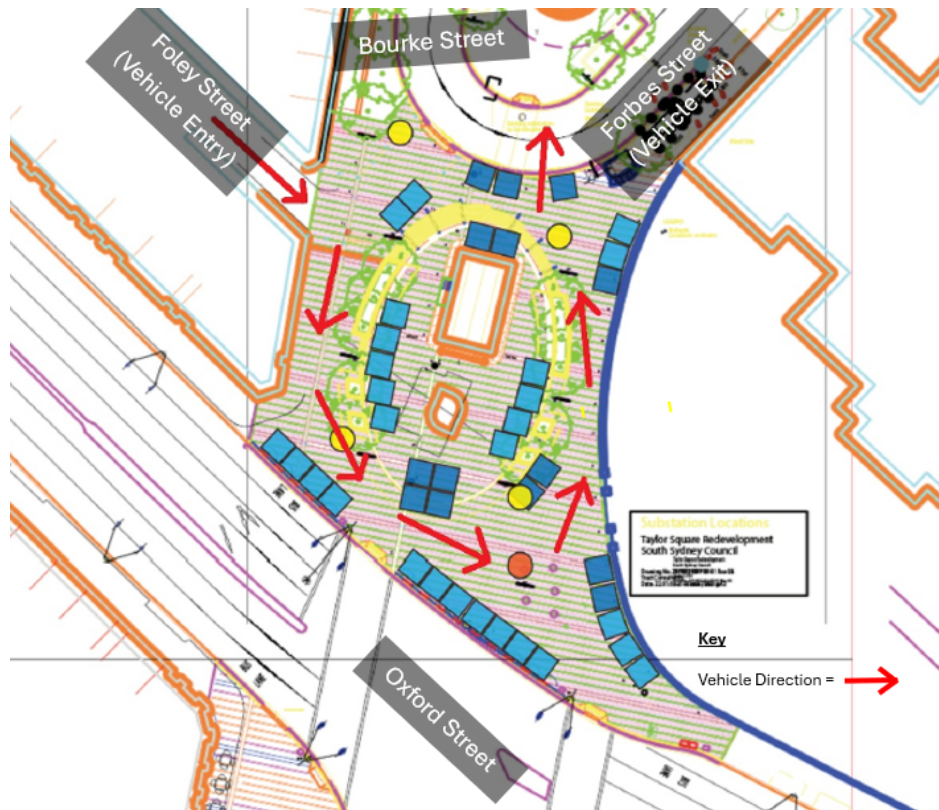 Foley Street
(Vehicle Entry)
Bourke Street
Forbes Street
(Vehicle Exit)
Substation Locations
Taylor Square Redevelopment
South Sydney Council
Key
Vehicle Direction =
Oxford Street